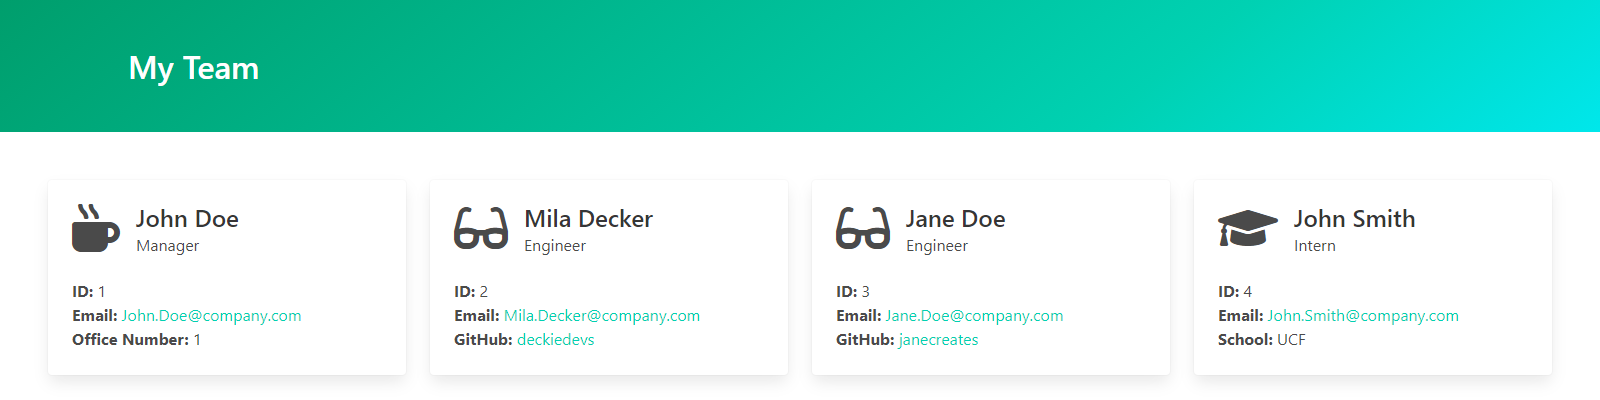 My Team
John Doe
Manager
ID: 1
Email: John.Doe@company.com
Office Number: 1
Mila Decker
Engineer
ID: 2
Email: Mila.Decker@company.com
GitHub: deckiedevs
Jane Doe
Engineer
ID: 3
Email: Jane.Doe@company.com
GitHub: janecreates
John Smith
Intern
ID: 4
Email: John.Smith@company.com
School: UCF